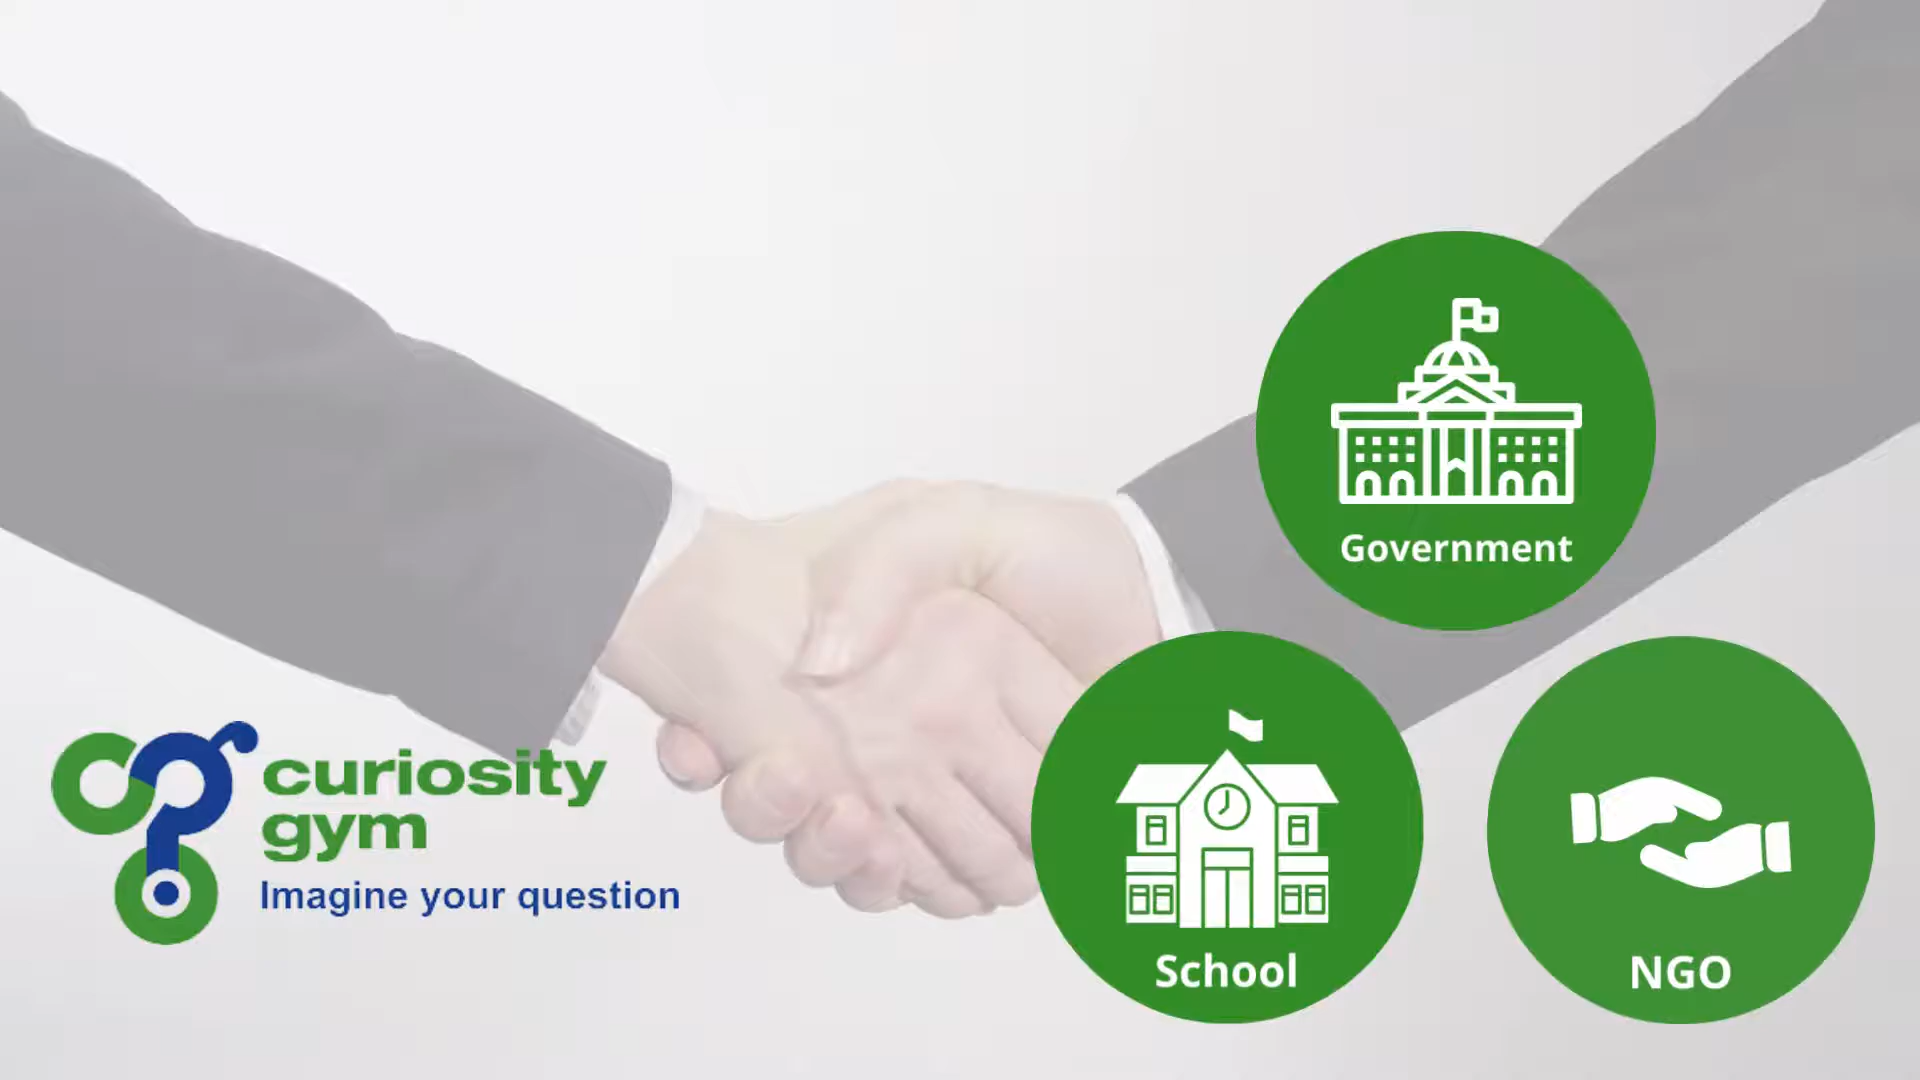 Government
curiosity
gym
Imagine your question
School
NGO